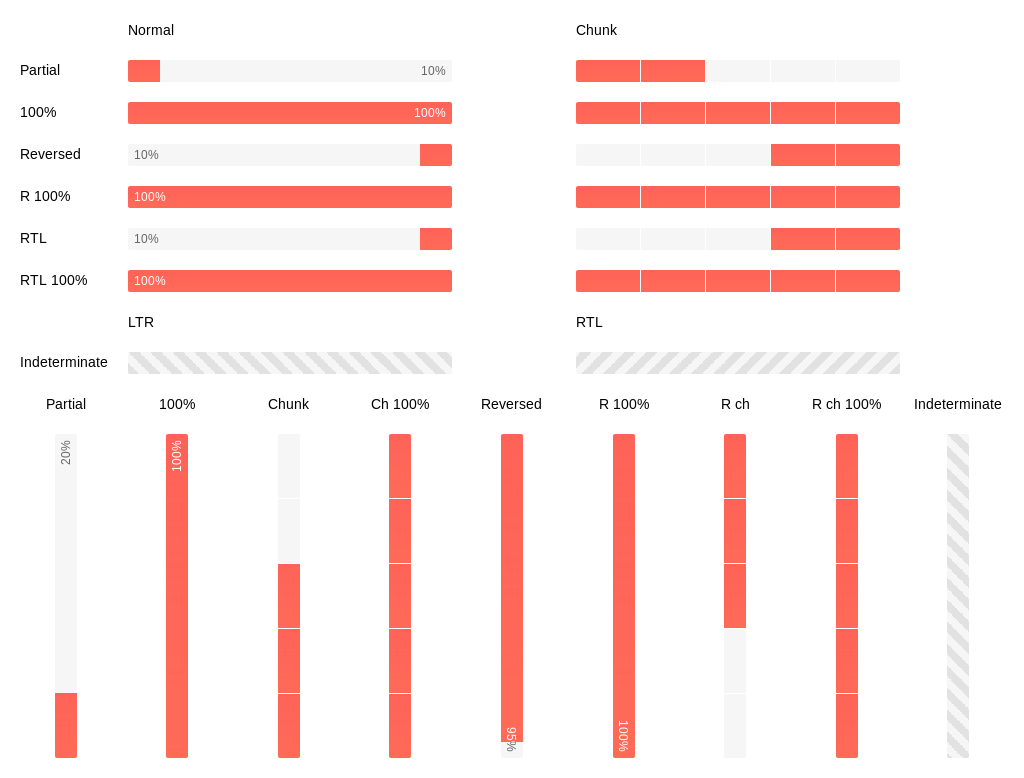 Normal Chunk
Partial 10%
100% 100%
Reversed 10%
R 100% 100%
RTL 10%
RTL 100% 100%
LTR RTL
Indeterminate
Partial 100% Chunk Ch 100% Reversed R 100% R ch R ch 100% Indeterminate
20% 100%
95% 100%